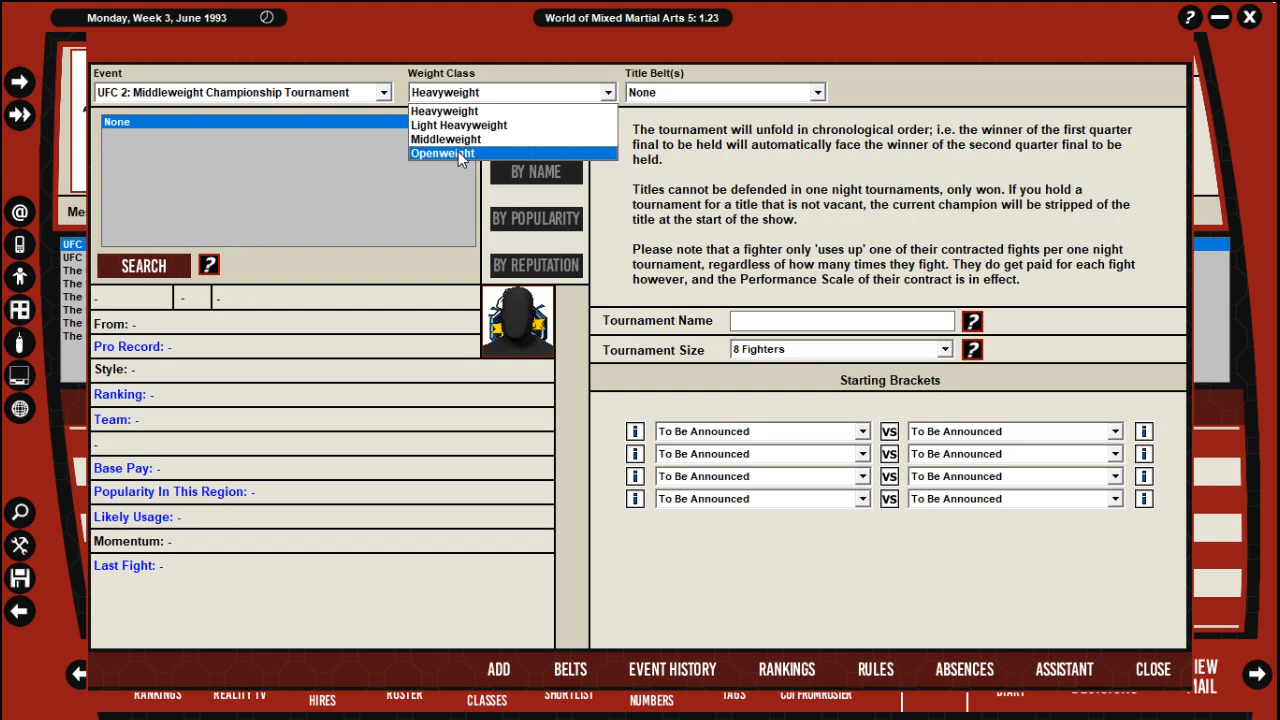 Monday, Week 3, June 1993
World of Mixed Martial Arts 5: 1.23
?
Event
Weight Class
Title Belt(s)
UFC 2: Middleweight Championship Tournament
Heavyweight
None
None
Heavyweight
Light Heavyweight
Middleweight
Openweight
BY NAME
BY POPULARITY
BY REPUTATION
SEARCH
?
The tournament will unfold in chronological order; i.e. the winner of the first quarter
final to be held will automatically face the winner of the second quarter final to be
held.
Titles cannot be defended in one night tournaments, only won. If you hold a
tournament for a title that is not vacant, the current champion will be stripped of the
title at the start of the show.
Please note that a fighter only 'uses up' one of their contracted fights per one night
tournament, regardless of how many times they fight. They do get paid for each fight
however, and the Performance Scale of their contract is in effect.
Me
UFC
UFC
The
The
The
The
The
The
@
- - -
From: -
Pro Record: -
Style: -
Ranking: -
Team: -
-
Base Pay: -
Popularity In This Region: -
Likely Usage: -
Momentum: -
Last Fight: -
Tournament Name ?
Tournament Size 8 Fighters ?
Starting Brackets
i To Be Announced VS To Be Announced i
i To Be Announced VS To Be Announced i
i To Be Announced VS To Be Announced i
i To Be Announced VS To Be Announced i
ADD BELTS EVENT HISTORY RANKINGS RULES ABSENCES ASSISTANT CLOSE
IEW
MAIL
RANKINGS REALITY TV HIRES ROSTER CLASSES SHORTLIST NUMBERS TAGS DIARY